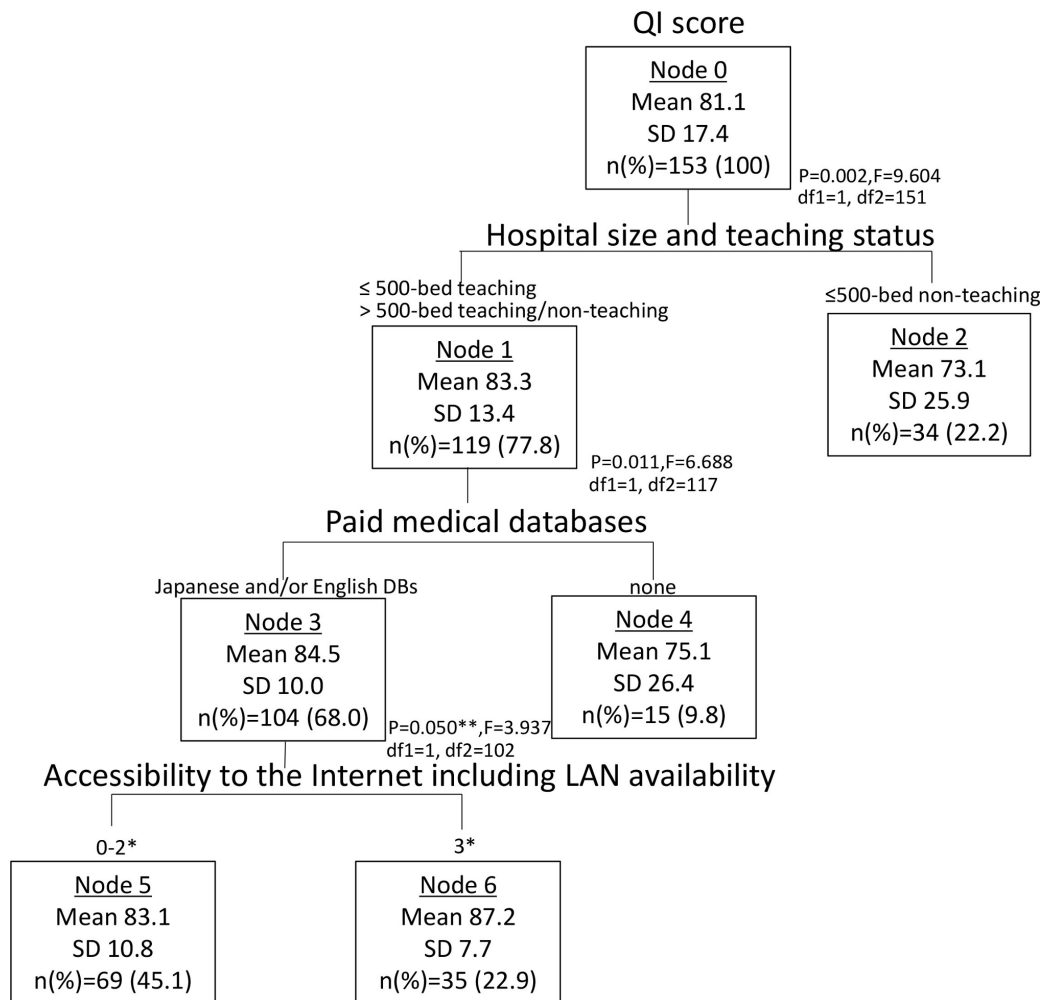 QI score
Node 0
Mean 81.1
SD 17.4
n(%)=153 (100)
P=0.002,F=9.604
df1=1, df2=151
Hospital size and teaching status
≤ 500-bed teaching
> 500-bed teaching/non-teaching
Node 1
Mean 83.3
SD 13.4
n(%)=119 (77.8)
≤500-bed non-teaching
Node 2
Mean 73.1
SD 25.9
n(%)=34 (22.2)
P=0.011,F=6.688
df1=1, df2=117
Paid medical databases
Japanese and/or English DBs
Node 3
Mean 84.5
SD 10.0
n(%)=104 (68.0)
none
Node 4
Mean 75.1
SD 26.4
n(%)=15 (9.8)
P=0.050**,F=3.937
df1=1, df2=102
Accessibility to the Internet including LAN availability
0-2*
Node 5
Mean 83.1
SD 10.8
n(%)=69 (45.1)
3*
Node 6
Mean 87.2
SD 7.7
n(%)=35 (22.9)